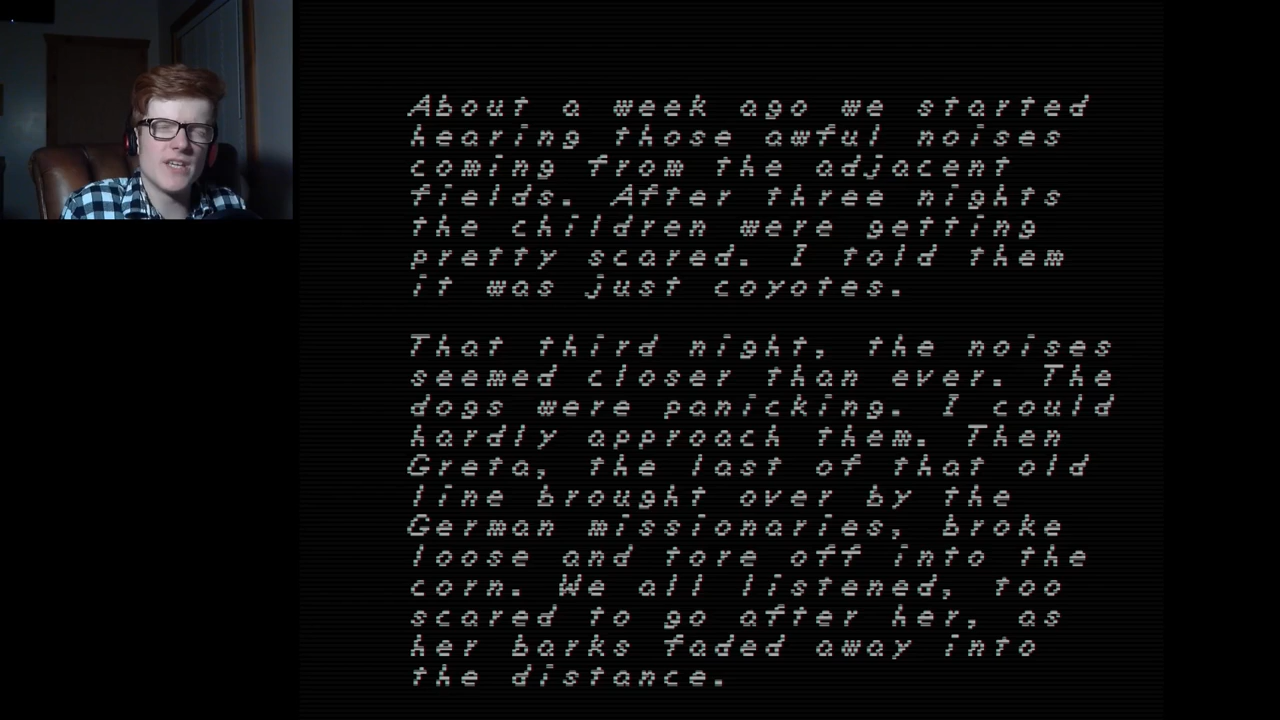 About a week ago we started
hearing those awful noises
coming from the adjacent
fields. After three nights
the children were getting
pretty scared. I told them
it was just coyotes.
That third night, the noises
seemed closer than ever. The
dogs were panicking. I could
hardly approach them. Then
Greta, the last of that old
line brought over by the
German missionaries, broke
loose and tore off into the
corn. We all listened, too
scared to go after her, as
her barks faded away into
the distance.